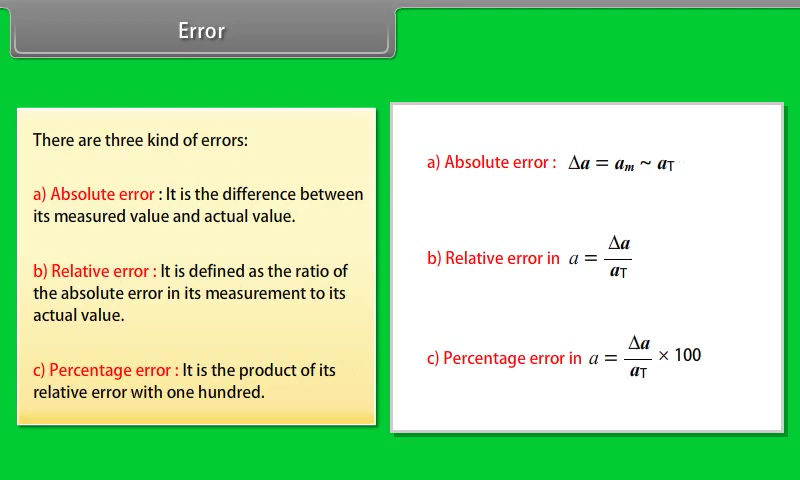 Error
There are three kind of errors:
a) Absolute error : It is the difference between
its measured value and actual value.
b) Relative error : It is defined as the ratio of
the absolute error in its measurement to its
actual value.
c) Percentage error : It is the product of its
relative error with one hundred.
a) Absolute error : Δa = aₘ ~ a_T
b) Relative error in a = Δa / a_T
c) Percentage error in a = Δa / a_T × 100